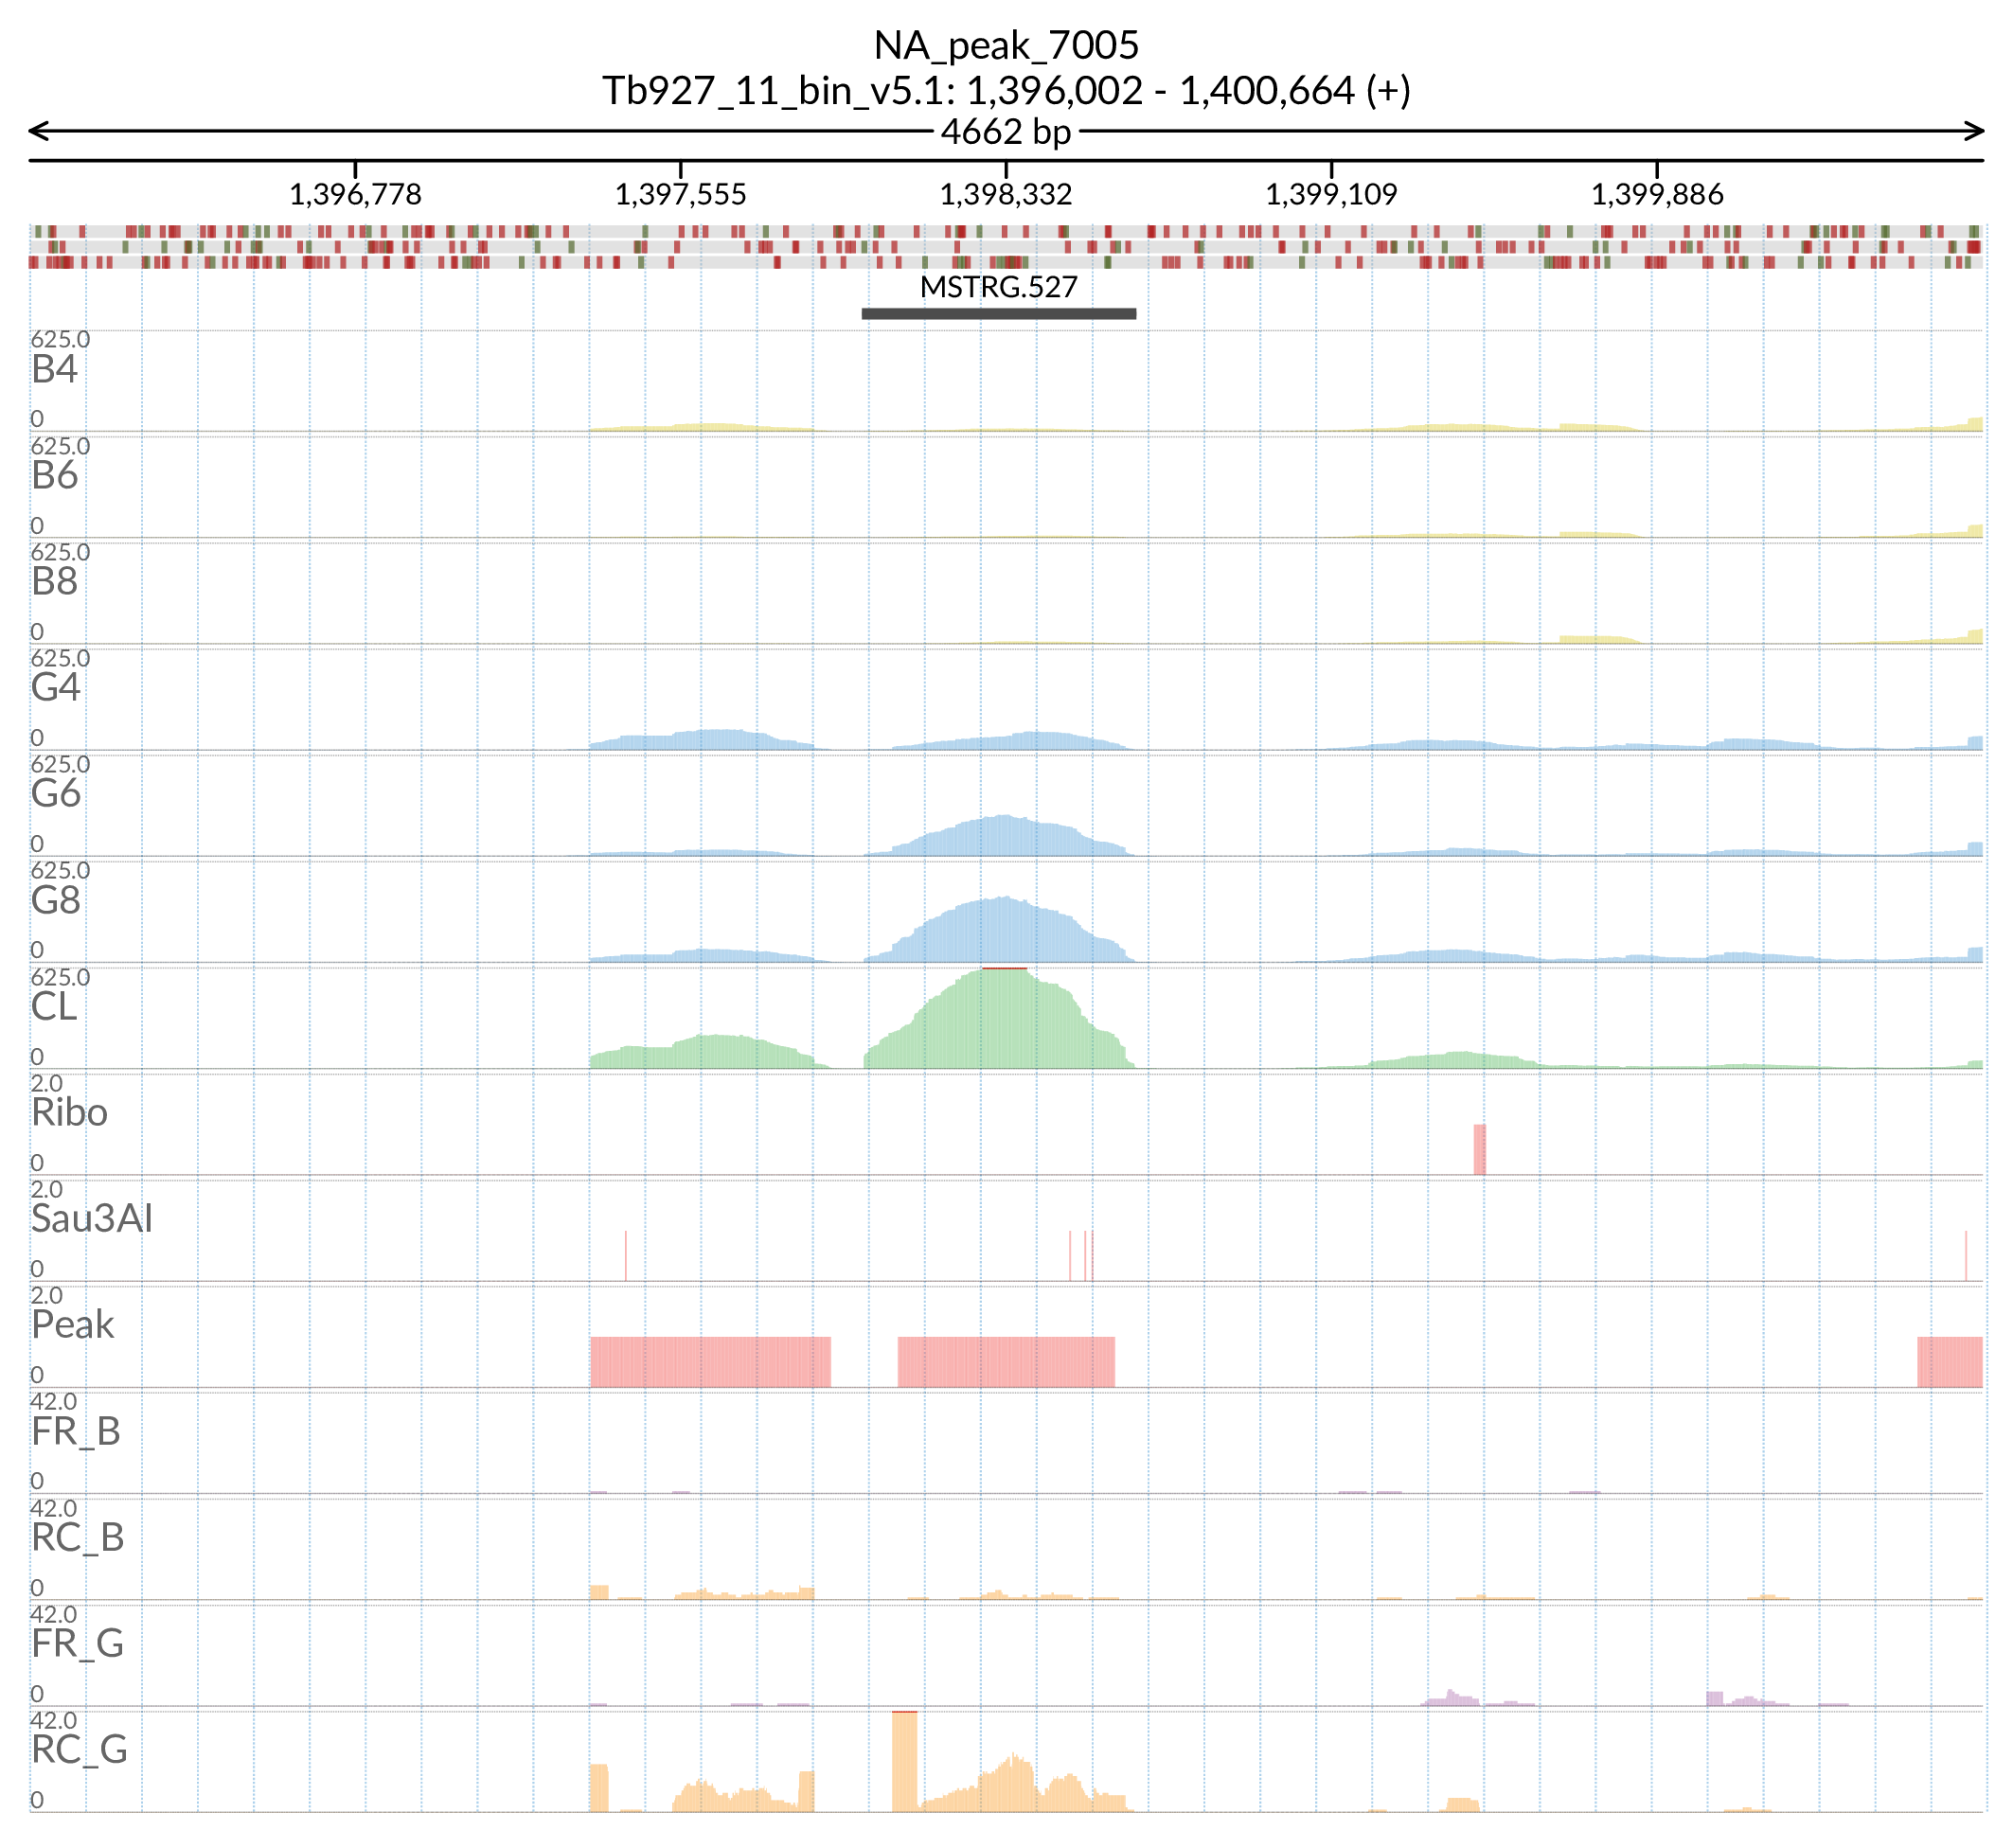 NA_peak_7005
Tb927_11_bin_v5.1: 1,396,002 - 1,400,664 (+)
4662 bp
1,396,778 1,397,555 1,398,332 1,399,109 1,399,886
MSTRG.527
625.0
B4
0
625.0
B6
0
625.0
B8
0
625.0
G4
0
625.0
G6
0
625.0
G8
0
625.0
CL
0
2.0
Ribo
0
2.0
Sau3AI
0
2.0
Peak
0
42.0
FR_B
0
42.0
RC_B
0
42.0
FR_G
0
42.0
RC_G
0